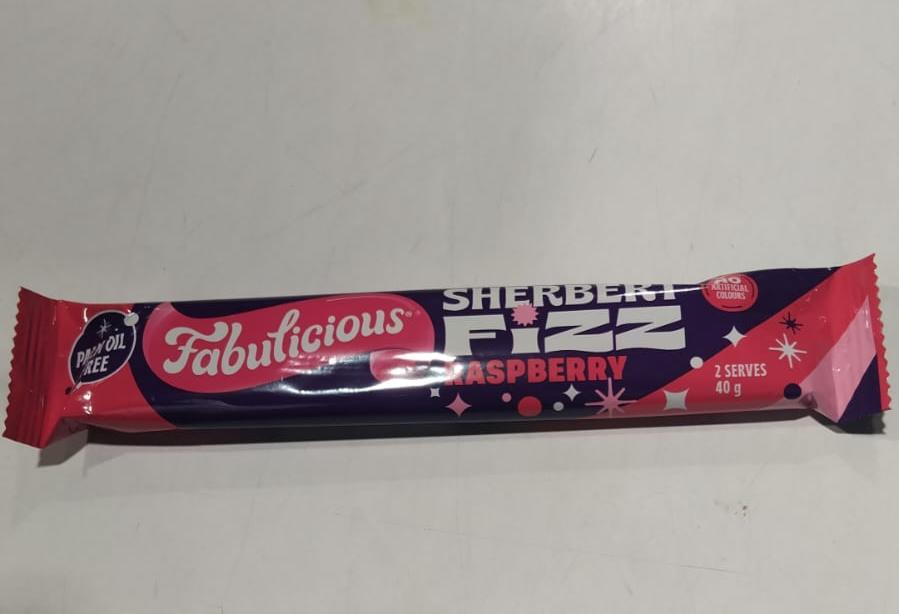 PALM OIL
FREE
Fabulicious®
SHERBERT
FIZZ
RASPBERRY
NO
ARTIFICIAL
COLOURS
2 SERVES
40 g